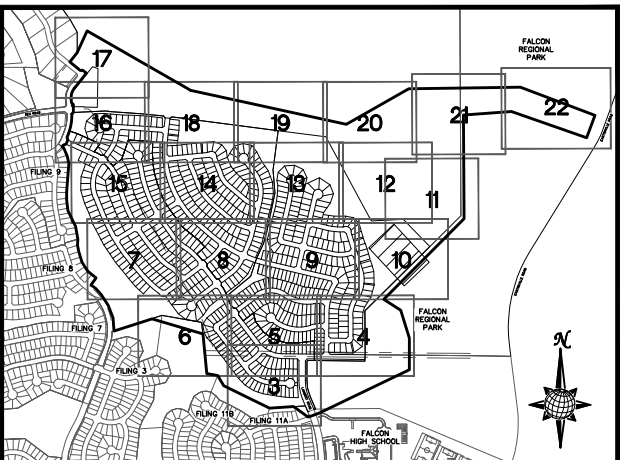 FALCON
REGIONAL
PARK
17
22
21
16
18
19
20
FILING 9
15
14
13
12
11
7
8
9
10
FILING 8
FALCON
REGIONAL
PARK
FILING 7
6
5
4
N
FILING 3
3
FILING 11B
FILING 11A
FALCON
HIGH SCHOOL